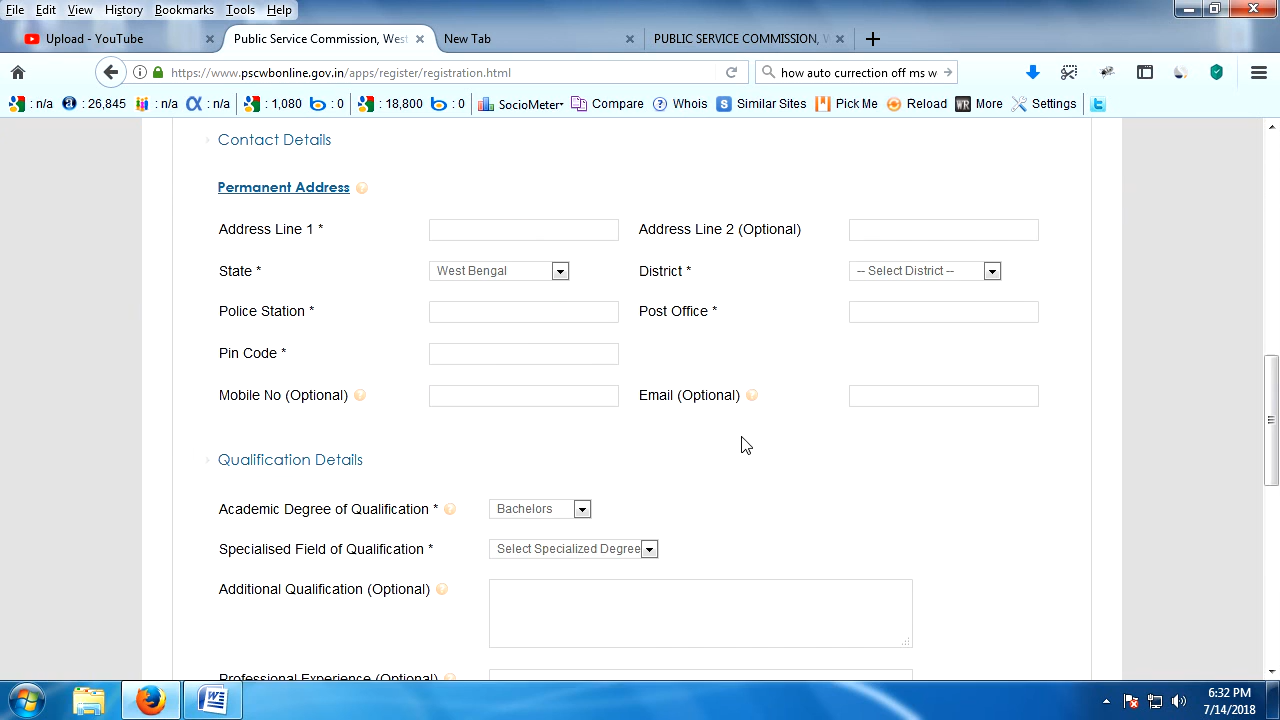 File Edit View History Bookmarks Tools Help
Upload - YouTube × Public Service Commission, West × New Tab × PUBLIC SERVICE COMMISSION, W × +
https://www.pscwbonline.gov.in/apps/register/registration.html how auto currection off ms w
: n/a : 26,845 : n/a : n/a : 1,080 : 0 : 18,800 : 0 SocioMeter Compare Whois Similar Sites Pick Me Reload WR More Settings
Contact Details
Permanent Address ?
Address Line 1 * Address Line 2 (Optional)
State * West Bengal District * -- Select District --
Police Station * Post Office *
Pin Code *
Mobile No (Optional) ? Email (Optional) ?
Qualification Details
Academic Degree of Qualification * ? Bachelors
Specialised Field of Qualification * Select Specialized Degree
Additional Qualification (Optional) ?
Professional Experience (Optional) ?
6:32 PM
7/14/2018